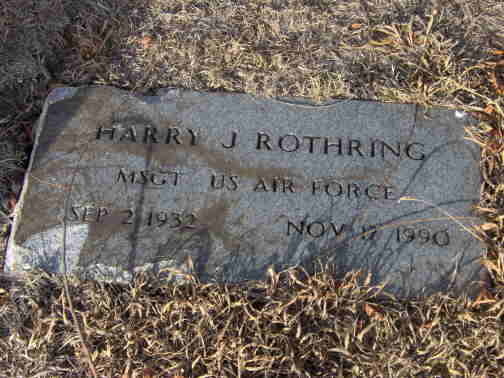 HARRY J ROTHRING
MSGT US AIR FORCE
SEP 2 1932 NOV 17 1990